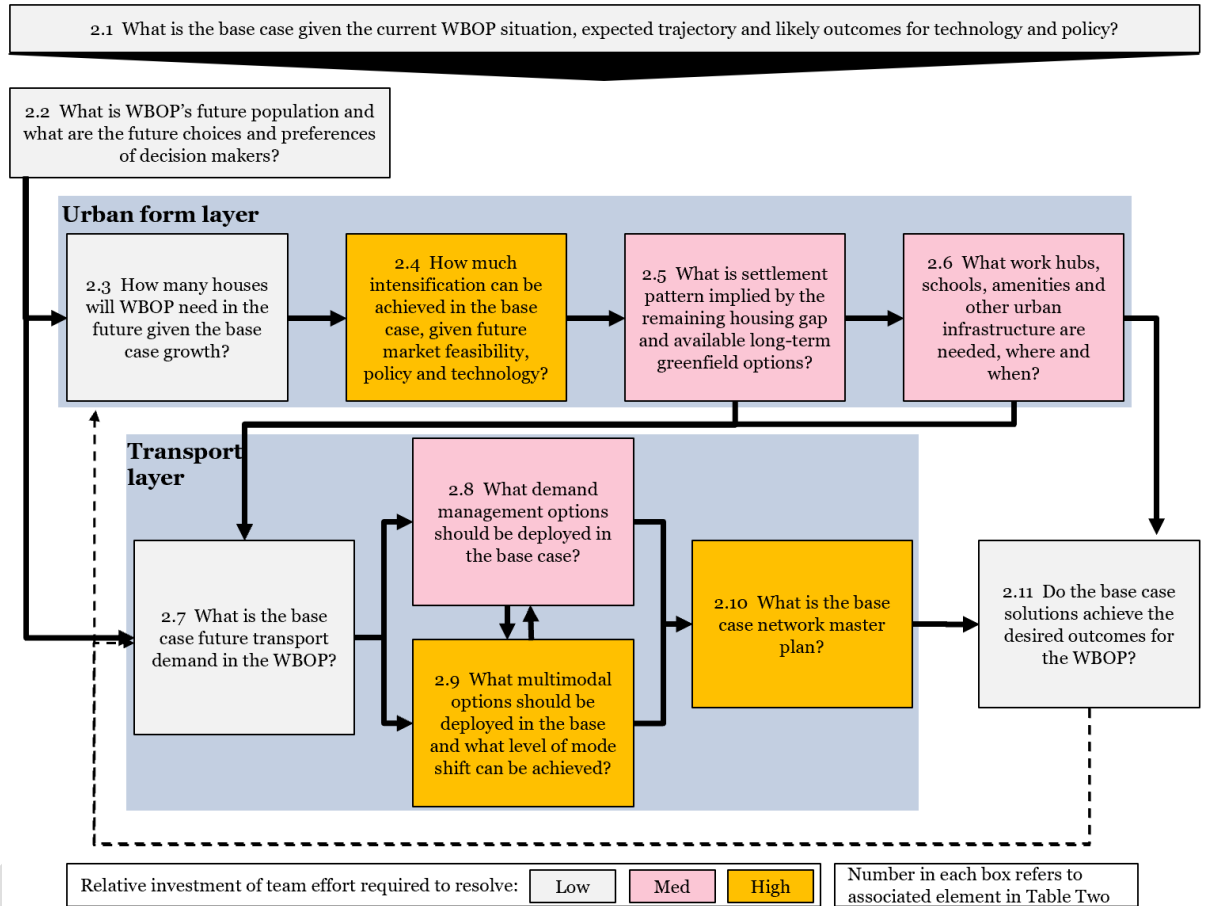 2.1 What is the base case given the current WBOP situation, expected trajectory and likely outcomes for technology and policy?
2.2 What is WBOP’s future population and
what are the future choices and preferences
of decision makers?
Urban form layer
2.3 How many houses
will WBOP need in the
future given the base
case growth?
2.4 How much
intensification can be
achieved in the base
case, given future
market feasibility,
policy and technology?
2.5 What is settlement
pattern implied by the
remaining housing gap
and available long-term
greenfield options?
2.6 What work hubs,
schools, amenities and
other urban
infrastructure are
needed, where and
when?
Transport
layer
2.7 What is the base
case future transport
demand in the WBOP?
2.8 What demand
management options
should be deployed in
the base case?
2.9 What multimodal
options should be
deployed in the base
and what level of mode
shift can be achieved?
2.10 What is the base
case network master
plan?
2.11 Do the base case
solutions achieve the
desired outcomes for
the WBOP?
Relative investment of team effort required to resolve:
Low
Med
High
Number in each box refers to
associated element in Table Two